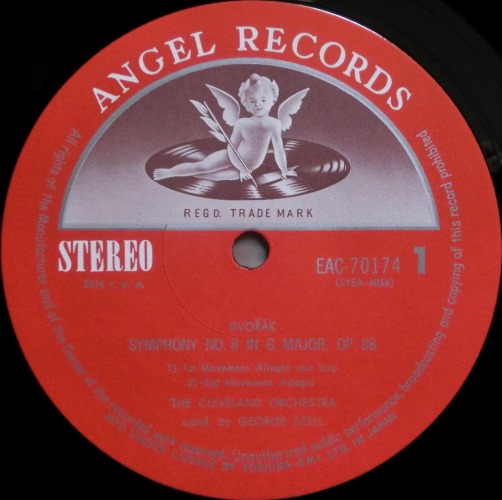 ANGEL RECORDS
REGD. TRADE MARK
STEREO
33⅓ r. p. m.
EAC-70174 1
(2YEA-4056)
DVOŘÁK
SYMPHONY NO. 8 IN G MAJOR, OP. 88
1)-1st Movement: Allegro con brio
2)-2nd Movement: Adagio
THE CLEVELAND ORCHESTRA
cond. by GEORGE SZELL
All rights of the Manufacturer and of the Owner of the recorded work reserved. Unauthorised public performance, broadcasting and copying of this record prohibited
MFD. UNDER LICENCE BY TOSHIBA-EMI LTD. IN JAPAN